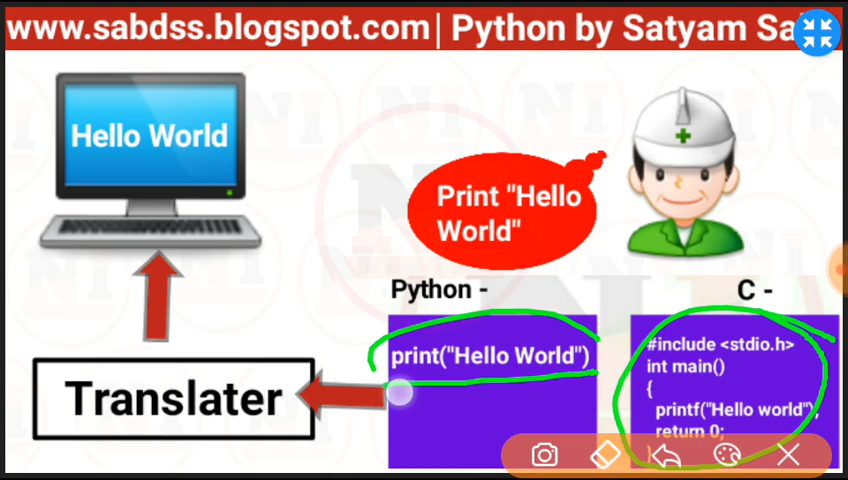 www.sabdss.blogspot.com| Python by Satyam Sa
Hello World
Print "Hello
World"
Python -
C -
print("Hello World")
#include <stdio.h>
int main()
{
printf("Hello world");
return 0;
}
Translater